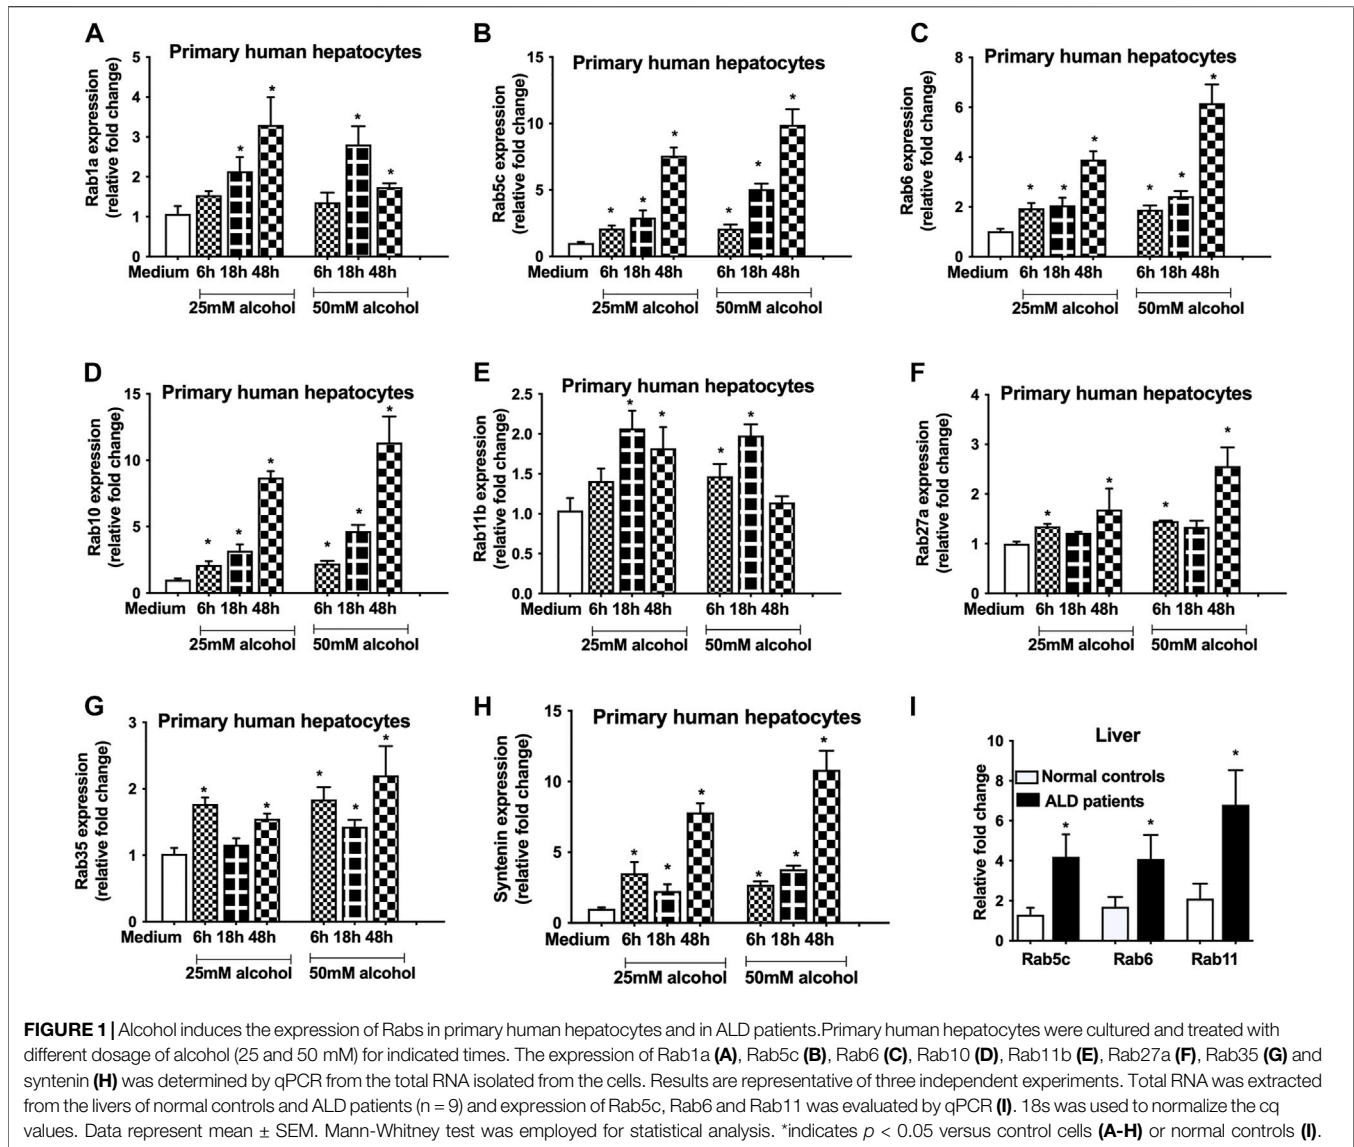 A
Primary human hepatocytes
Rab1a expression
(relative fold change)
5
4
3
2
1
0
* * * *
Medium 6h 18h 48h 6h 18h 48h
25mM alcohol 50mM alcohol
B
Primary human hepatocytes
Rab5c expression
(relative fold change)
15
10
5
0
* * * * * *
Medium 6h 18h 48h 6h 18h 48h
25mM alcohol 50mM alcohol
C
Primary human hepatocytes
Rab6 expression
(relative fold change)
8
6
4
2
0
* * * * * *
Medium 6h 18h 48h 6h 18h 48h
25mM alcohol 50mM alcohol
D
Primary human hepatocytes
Rab10 expression
(relative fold change)
15
10
5
0
* * * * * *
Medium 6h 18h 48h 6h 18h 48h
25mM alcohol 50mM alcohol
E
Primary human hepatocytes
Rab11b expression
(relative fold change)
2.5
2.0
1.5
1.0
0.5
0.0
* * * *
Medium 6h 18h 48h 6h 18h 48h
25mM alcohol 50mM alcohol
F
Primary human hepatocytes
Rab27a expression
(relative fold change)
4
3
2
1
0
* * * *
Medium 6h 18h 48h 6h 18h 48h
25mM alcohol 50mM alcohol
G
Primary human hepatocytes
Rab35 expression
(relative fold change)
3
2
1
0
* * * * *
Medium 6h 18h 48h 6h 18h 48h
25mM alcohol 50mM alcohol
H
Primary human hepatocytes
Syntenin expression
(relative fold change)
15
10
5
0
* * * * * *
Medium 6h 18h 48h 6h 18h 48h
25mM alcohol 50mM alcohol
I
Liver
Relative fold change
10
8
6
4
2
0
Normal controls
ALD patients
* * *
Rab5c Rab6 Rab11
FIGURE 1 | Alcohol induces the expression of Rabs in primary human hepatocytes and in ALD patients.Primary human hepatocytes were cultured and treated with
different dosage of alcohol (25 and 50 mM) for indicated times. The expression of Rab1a (A), Rab5c (B), Rab6 (C), Rab10 (D), Rab11b (E), Rab27a (F), Rab35 (G) and
syntenin (H) was determined by qPCR from the total RNA isolated from the cells. Results are representative of three independent experiments. Total RNA was extracted
from the livers of normal controls and ALD patients (n = 9) and expression of Rab5c, Rab6 and Rab11 was evaluated by qPCR (I). 18s was used to normalize the cq
values. Data represent mean ± SEM. Mann-Whitney test was employed for statistical analysis. *indicates p < 0.05 versus control cells (A-H) or normal controls (I).